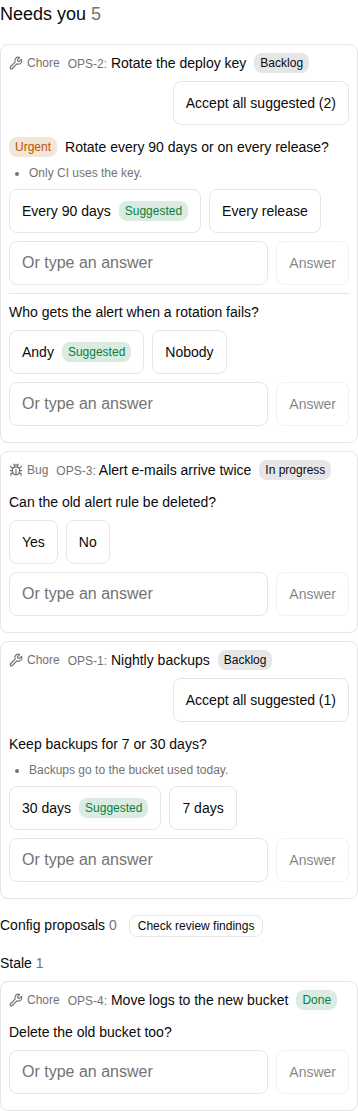 Needs you 5
Chore OPS-2: Rotate the deploy key Backlog
Accept all suggested (2)
Urgent Rotate every 90 days or on every release?
• Only CI uses the key.
Every 90 days Suggested Every release
Or type an answer Answer
Who gets the alert when a rotation fails?
Andy Suggested Nobody
Or type an answer Answer
Bug OPS-3: Alert e-mails arrive twice In progress
Can the old alert rule be deleted?
Yes No
Or type an answer Answer
Chore OPS-1: Nightly backups Backlog
Accept all suggested (1)
Keep backups for 7 or 30 days?
• Backups go to the bucket used today.
30 days Suggested 7 days
Or type an answer Answer
Config proposals 0 Check review findings
Stale 1
Chore OPS-4: Move logs to the new bucket Done
Delete the old bucket too?
Or type an answer Answer